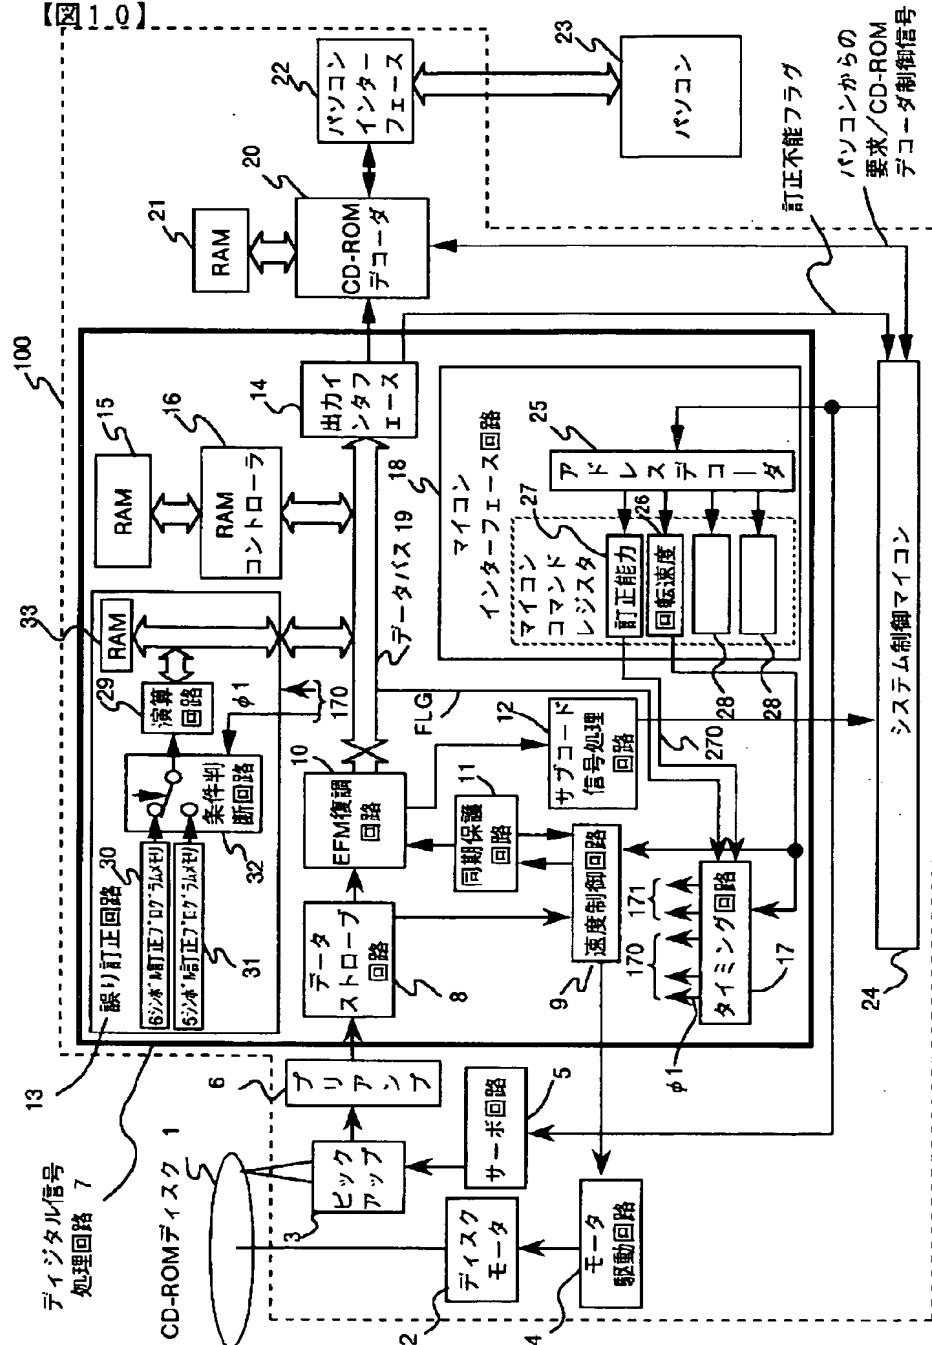 【図10】
100
ディジタル信号
処理回路 7
13
誤り訂正回路
30
6シンボル訂正プログラムメモリ
5シンボル訂正プログラムメモリ
31
条件判
断回路
32
29
演算
回路
33
RAM
φ1
170
15
RAM
16
RAM
コントローラ
21
RAM
20
CD-ROM
デコーダ
22
パソコン
インター
フェース
23
パソコン
CD-ROMディスク 1
3
ピック
アップ
6
プリアンプ
8
データ
ストローブ
回路
10
EFM復調
回路
データバス 19
14
出力イ
ンタフ
ェース
訂正不能フラグ
パソコンからの
要求/CD-ROM
デコーダ制御信号
2
ディスク
モータ
5
サーボ回路
4
モータ
駆動回路
9
速度制御回路
11
同期保護
回路
12
サブコード
信号処理
回路
FLG
270
18
マイコン
インターフェース回路
27
マイコン
コマンド
レジスタ
訂正能力
26
回転速度
28
28
25
アドレスデコーダ
φ1
170
171
タイミング回路
17
24
システム制御マイコン